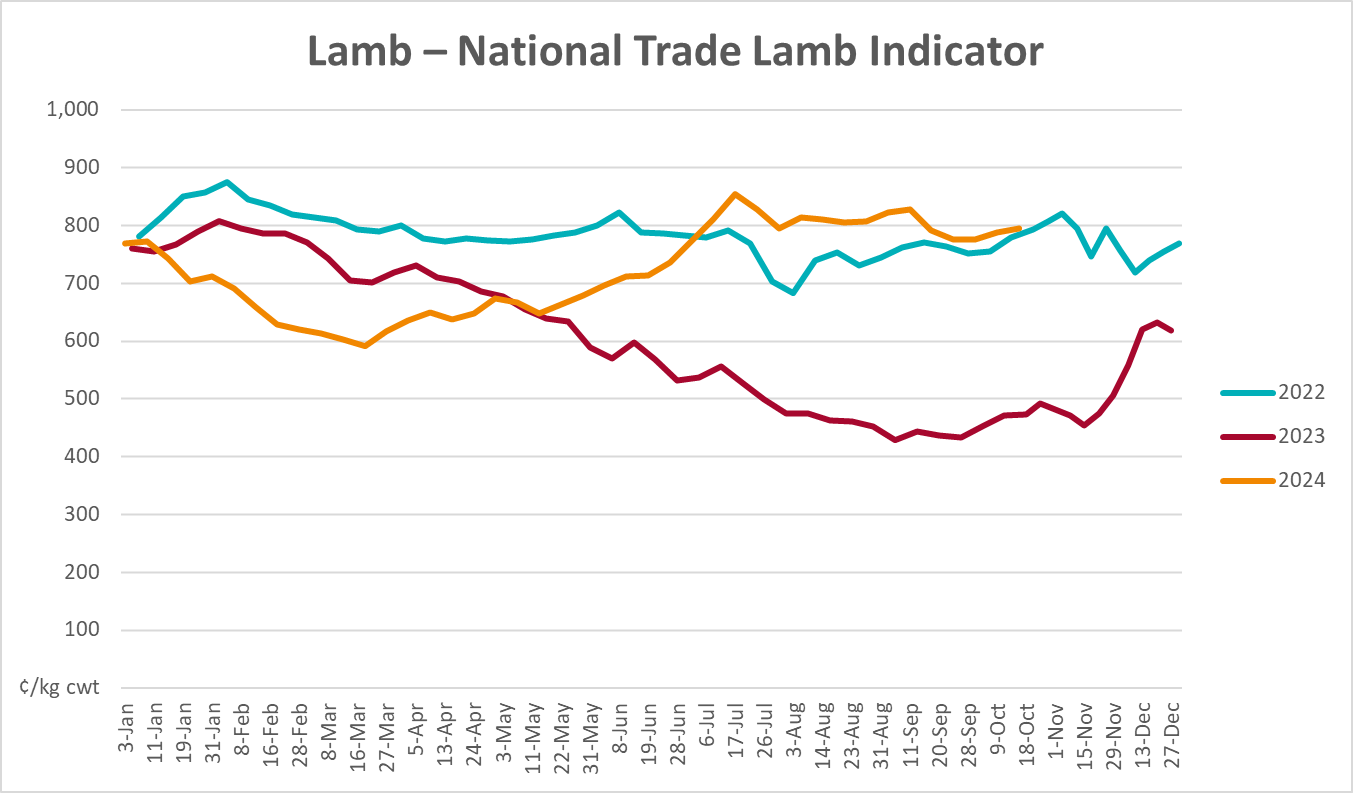 Lamb – National Trade Lamb Indicator
1,000
900
800
700
600
500
400
300
200
100
¢/kg cwt
2022
2023
2024
3-Jan
11-Jan
19-Jan
31-Jan
8-Feb
16-Feb
28-Feb
8-Mar
16-Mar
27-Mar
5-Apr
13-Apr
24-Apr
3-May
11-May
22-May
31-May
8-Jun
19-Jun
28-Jun
6-Jul
17-Jul
26-Jul
3-Aug
14-Aug
23-Aug
31-Aug
11-Sep
20-Sep
28-Sep
9-Oct
18-Oct
1-Nov
15-Nov
29-Nov
13-Dec
27-Dec